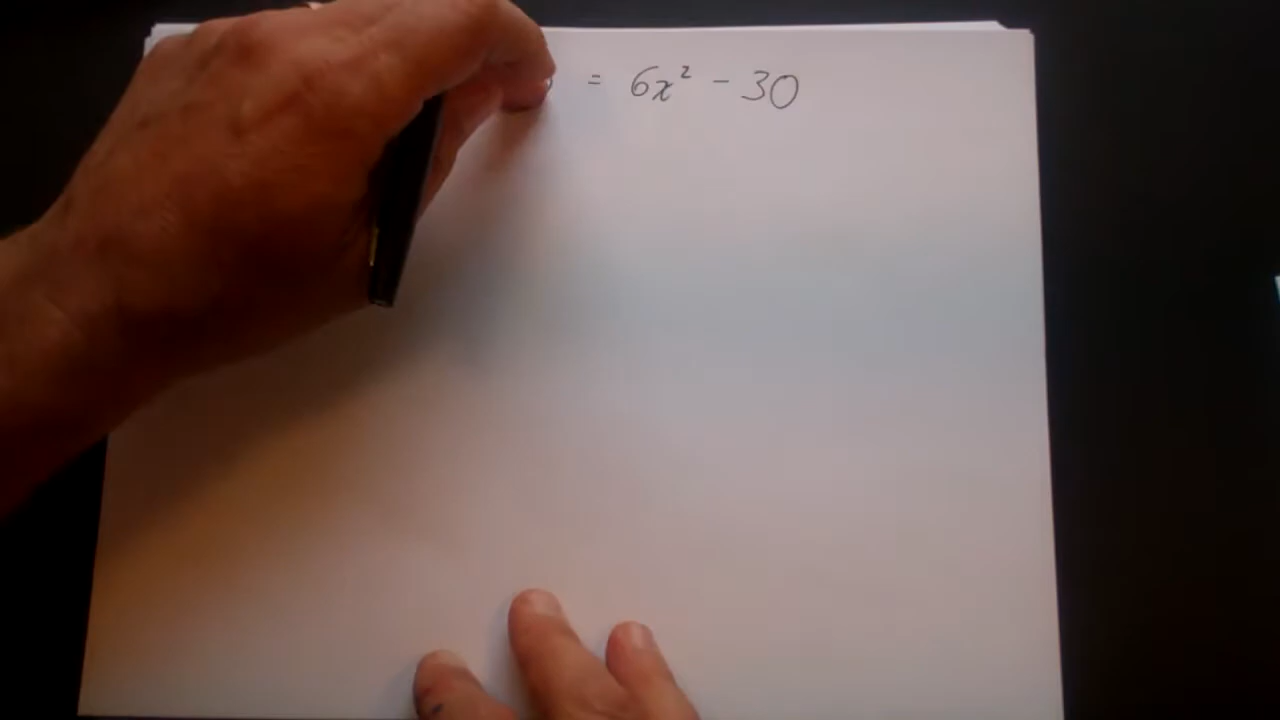 = 6x² - 30